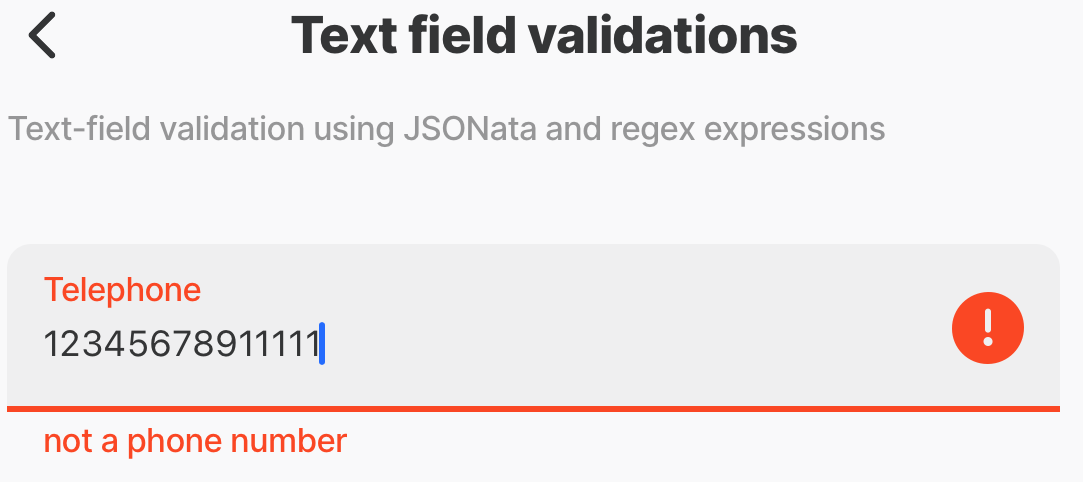 Text field validations
Text-field validation using JSONata and regex expressions
Telephone
12345678911111
not a phone number